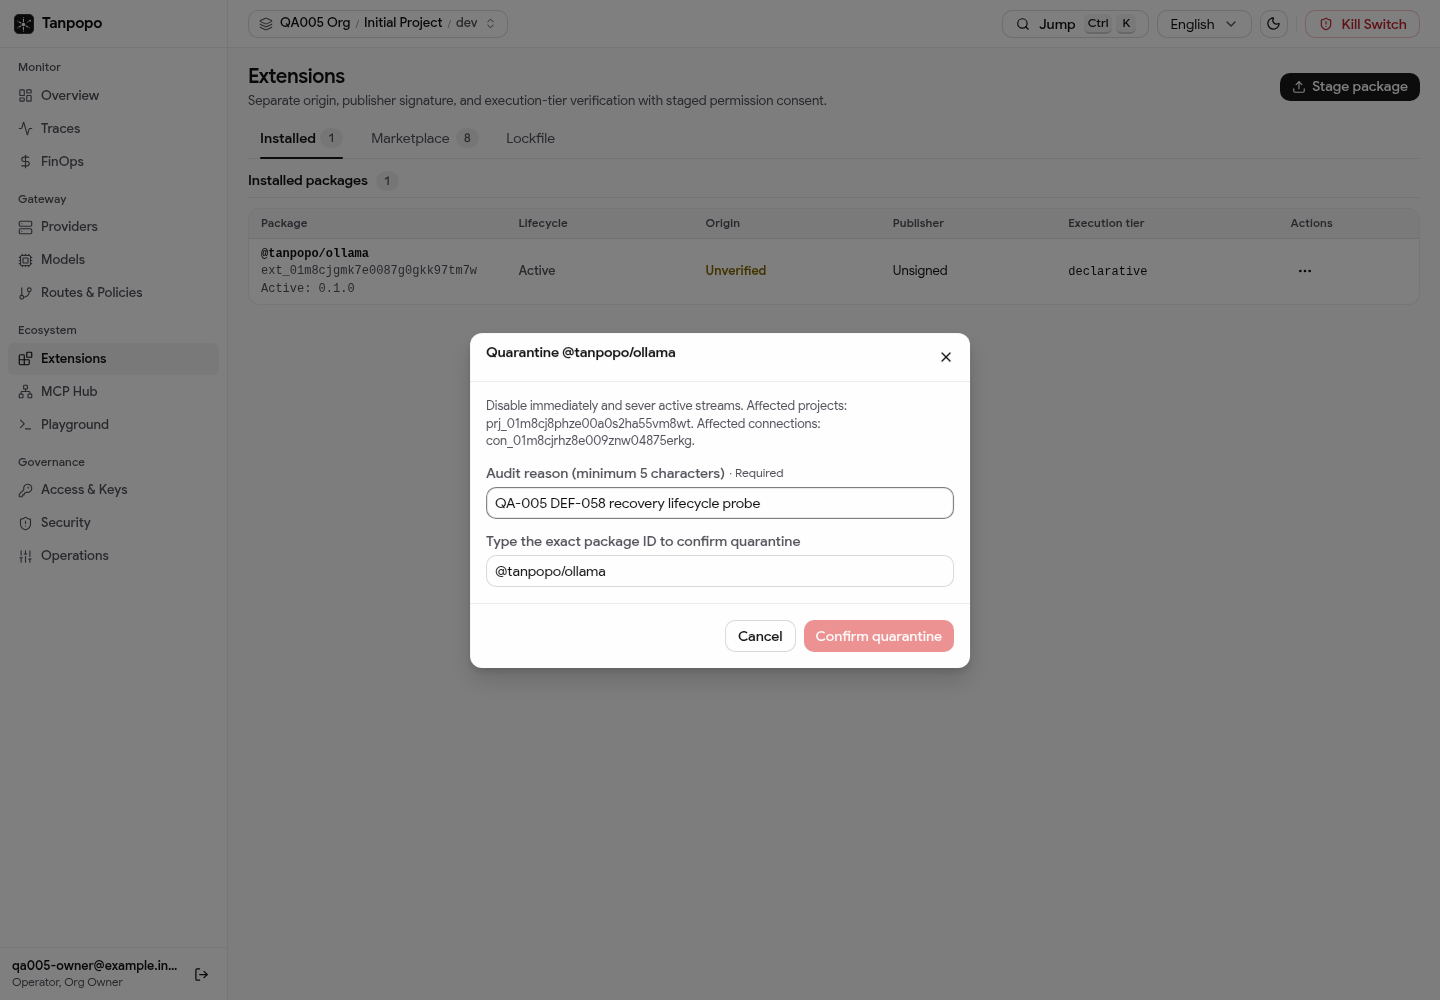 Tanpopo
QA005 Org / Initial Project / dev
Jump Ctrl K
English
Kill Switch
Monitor
Overview
Traces
FinOps
Gateway
Providers
Models
Routes & Policies
Ecosystem
Extensions
MCP Hub
Playground
Governance
Access & Keys
Security
Operations
qa005-owner@example.in...
Operator, Org Owner
Extensions
Separate origin, publisher signature, and execution-tier verification with staged permission consent.
Stage package
Installed 1
Marketplace 8
Lockfile
Installed packages 1
Package Lifecycle Origin Publisher Execution tier Actions
@tanpopo/ollama
ext_01m8cjgmk7e0087g0gkk97tm7w
Active: 0.1.0
Active
Unverified
Unsigned
declarative
Quarantine @tanpopo/ollama
Disable immediately and sever active streams. Affected projects:
prj_01m8cj8phze00a0s2ha55vm8wt. Affected connections:
con_01m8cjrhz8e009znw04875erkg.
Audit reason (minimum 5 characters) · Required
QA-005 DEF-058 recovery lifecycle probe
Type the exact package ID to confirm quarantine
@tanpopo/ollama
Cancel
Confirm quarantine